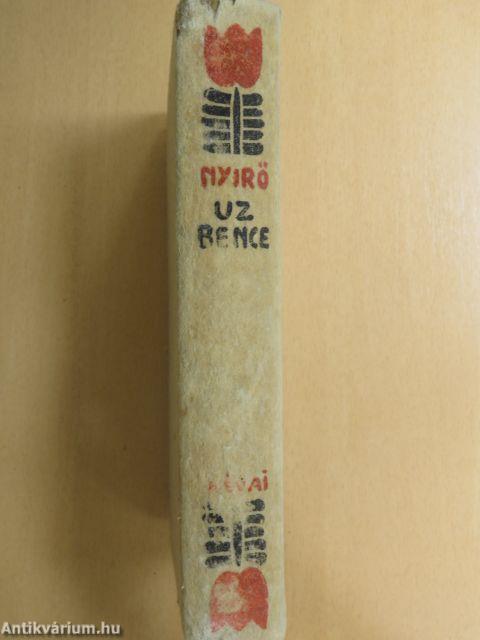 NYIRŐ
UZ
BENCE
RÉVAI
Antikvárium.hu